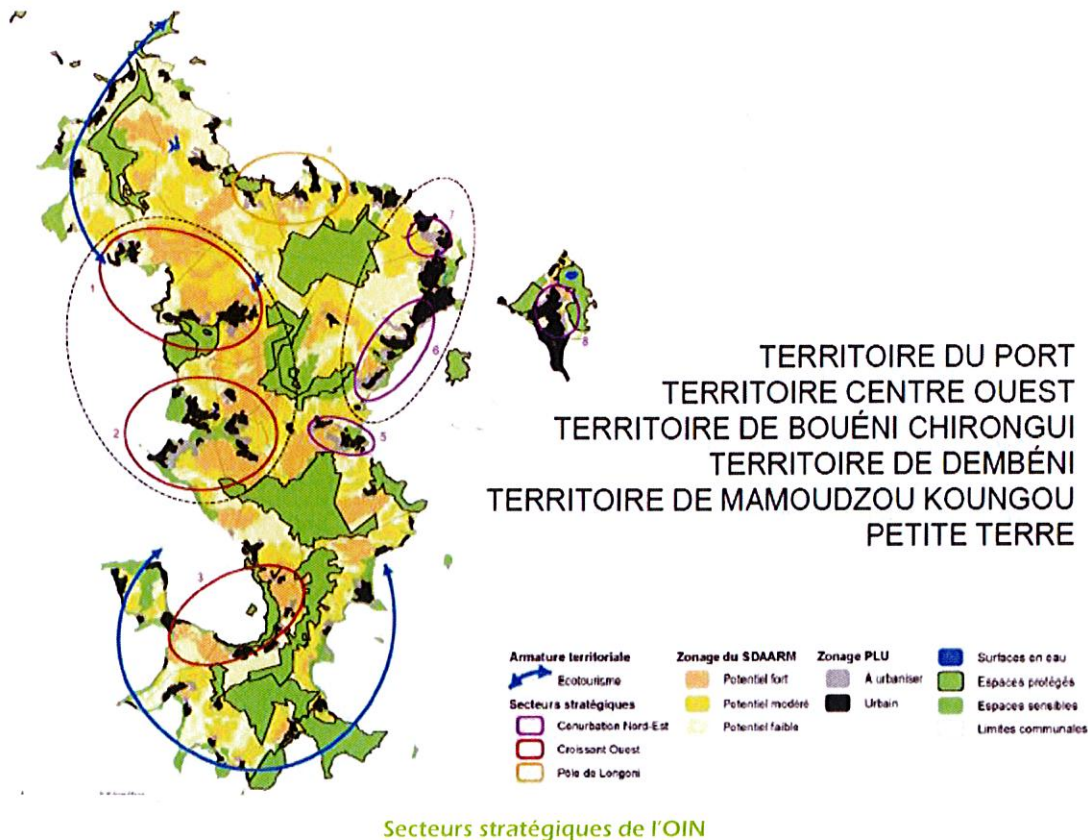 4
7
1
6
8
2
5
3
TERRITOIRE DU PORT
TERRITOIRE CENTRE OUEST
TERRITOIRE DE BOUÉNI CHIRONGUI
TERRITOIRE DE DEMBÉNI
TERRITOIRE DE MAMOUDZOU KOUNGOU
PETITE TERRE
Armature territoriale
Ecotourisme
Secteurs stratégiques
Conurbation Nord-Est
Croissant Ouest
Pôle de Longoni
Zonage du SDAARM
Potentiel fort
Potentiel modéré
Potentiel faible
Zonage PLU
A urbaniser
Urbain
Surfaces en eau
Espaces protégés
Espaces sensibles
Limites communales
Secteurs stratégiques de l'OIN